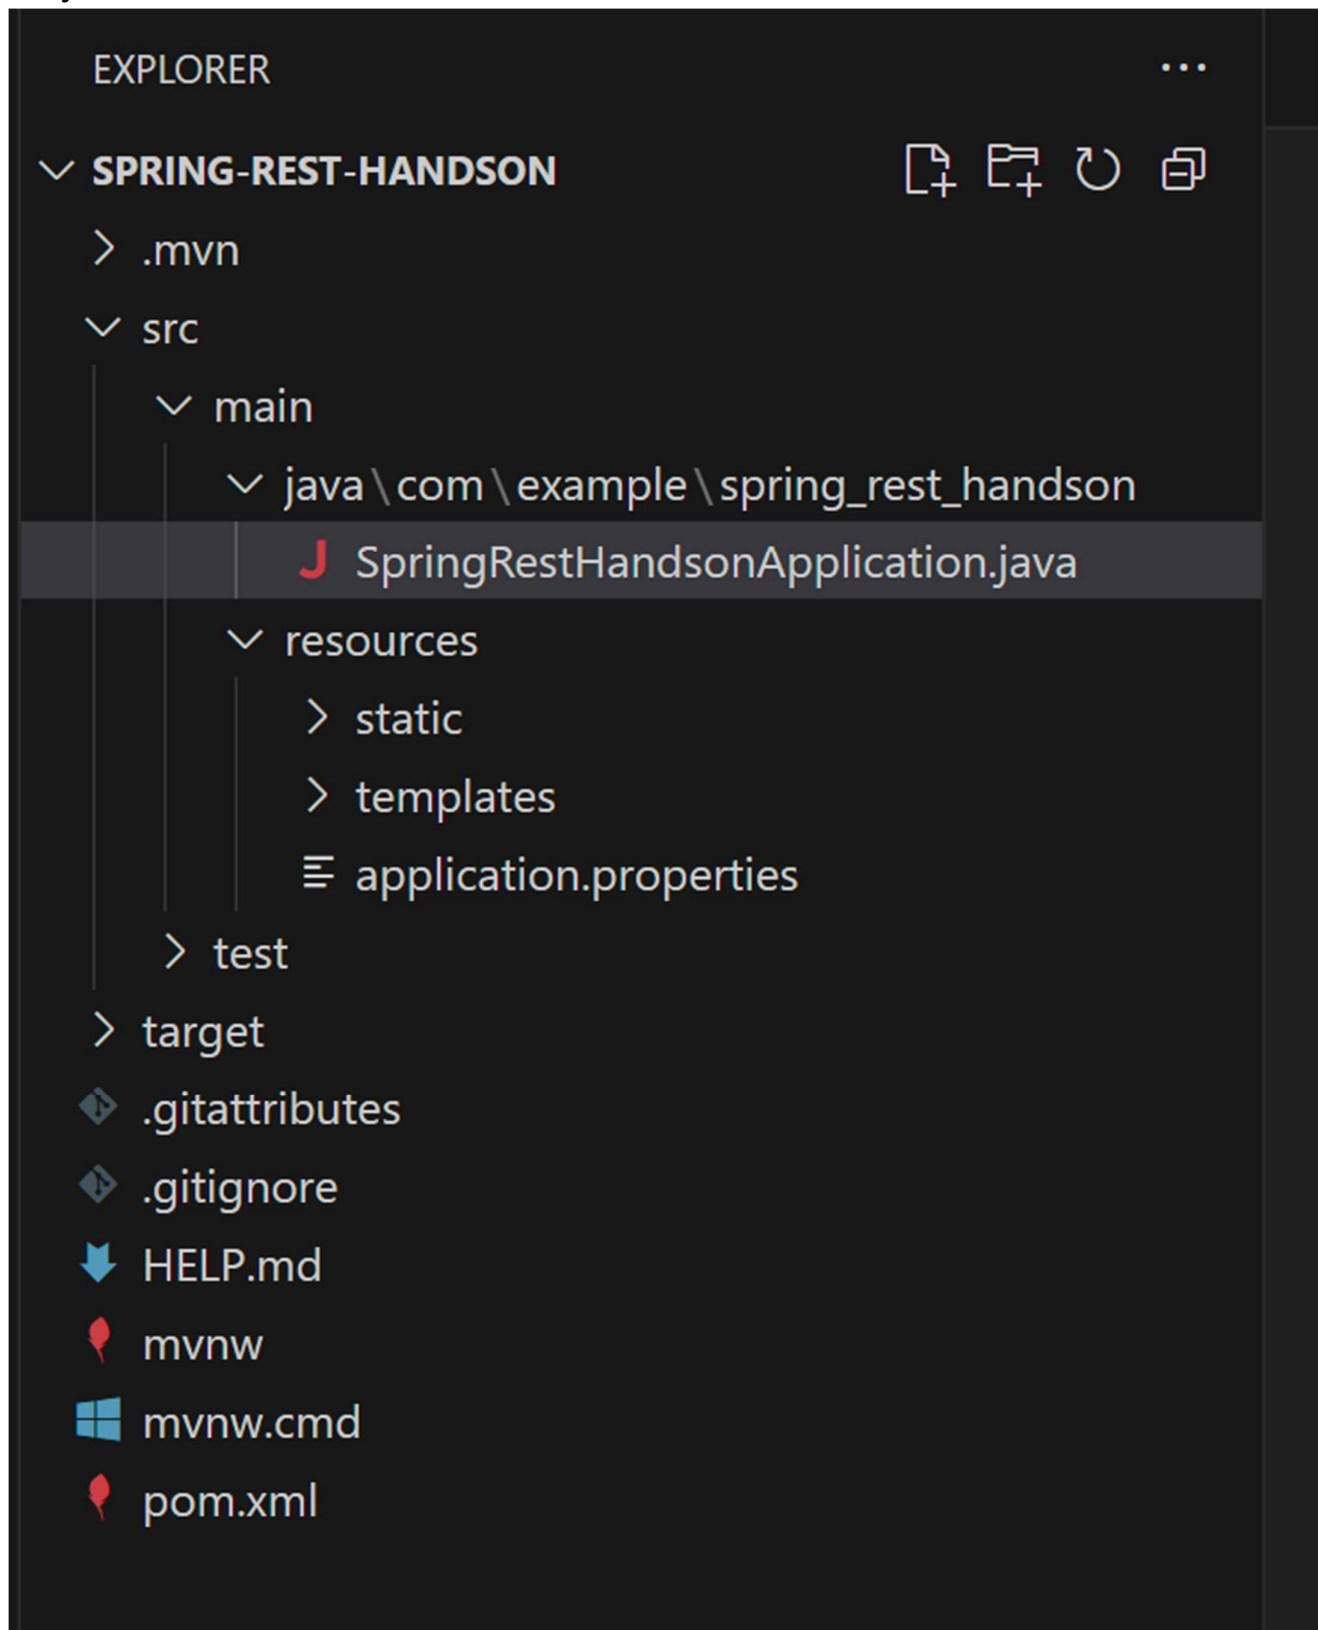 EXPLORER
SPRING-REST-HANDSON
.mvn
src
main
java\com\example\spring_rest_handson
SpringRestHandsonApplication.java
resources
static
templates
application.properties
test
target
.gitattributes
.gitignore
HELP.md
mvnw
mvnw.cmd
pom.xml